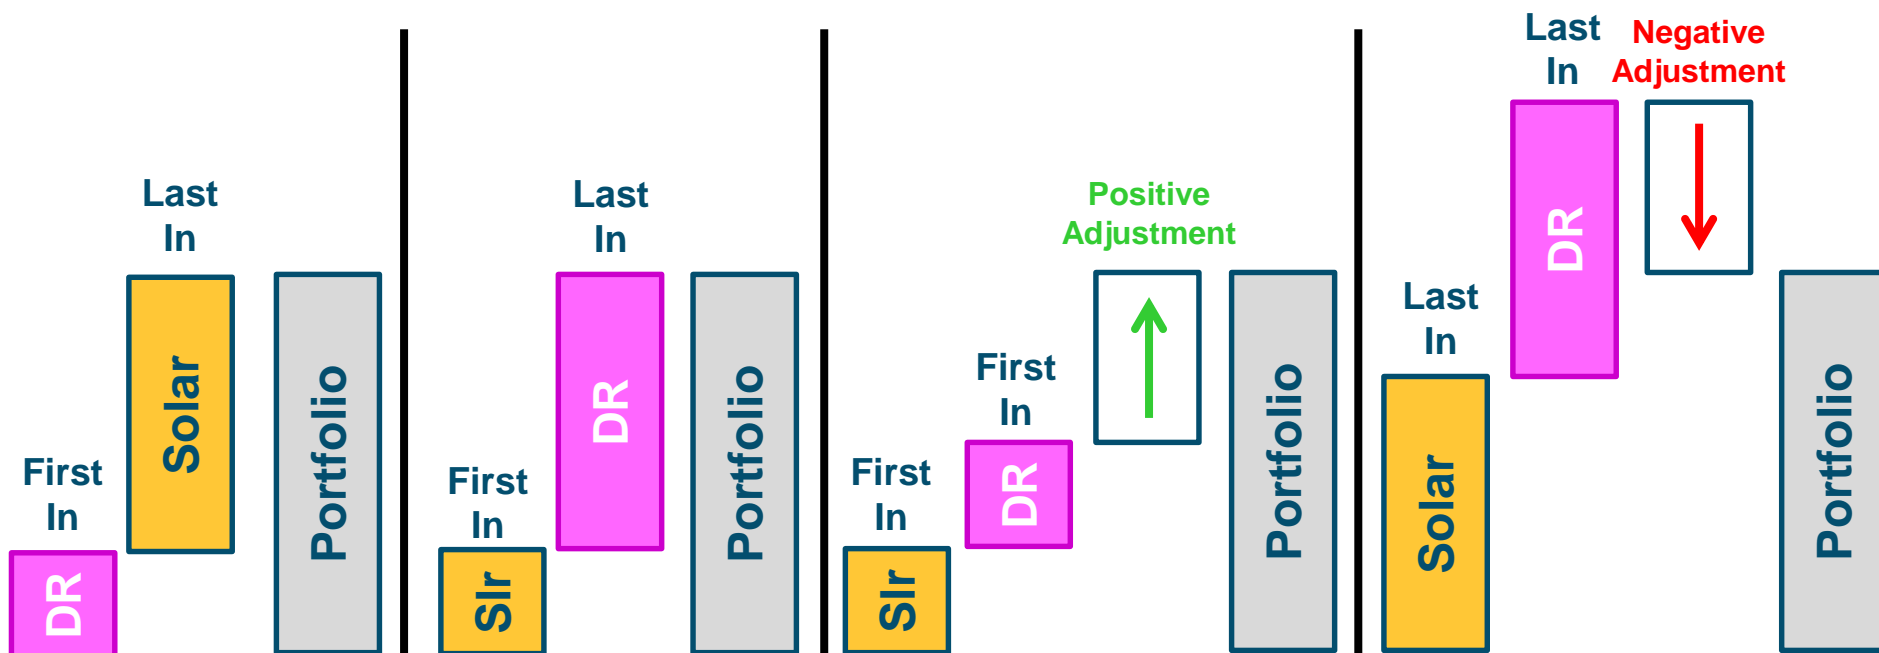 First
In
DR
Last
In
Solar
Portfolio
First
In
Slr
Last
In
DR
Portfolio
First
In
Slr
First
In
DR
Positive
Adjustment
Portfolio
Last
In
Solar
Last
In
DR
Negative
Adjustment
Portfolio